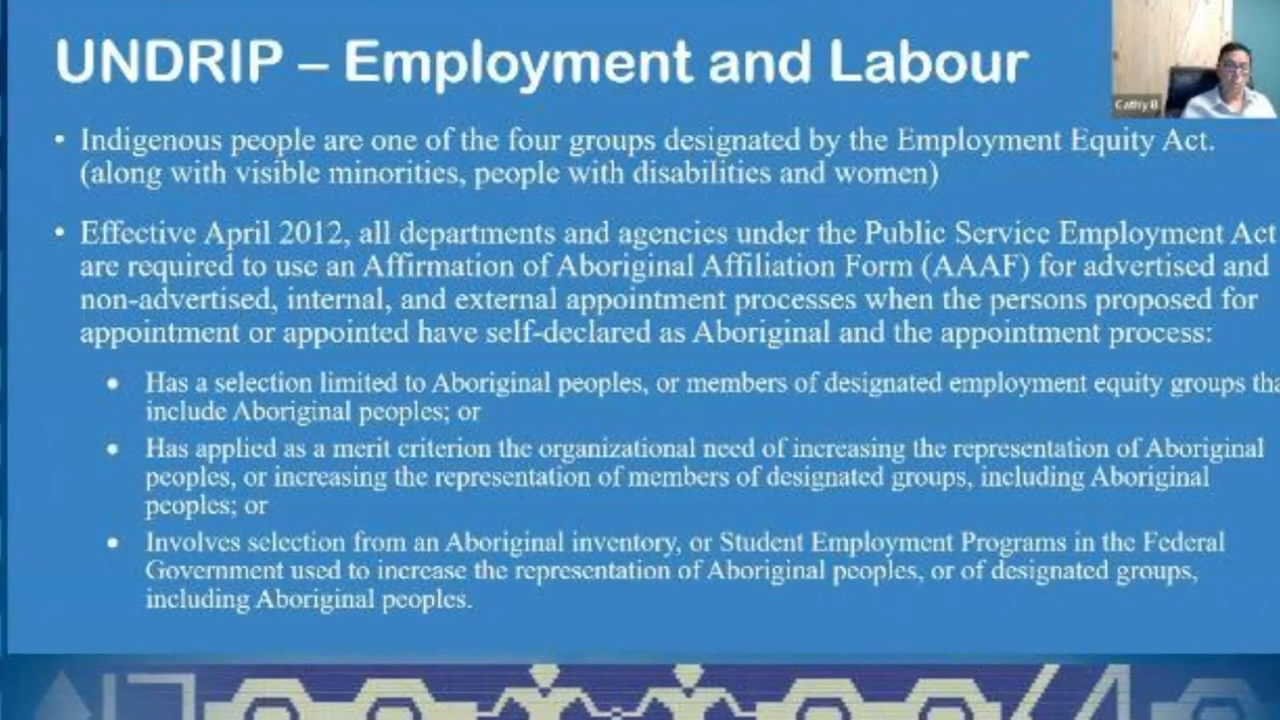 UNDRIP – Employment and Labour
Cathy B
• Indigenous people are one of the four groups designated by the Employment Equity Act.
(along with visible minorities, people with disabilities and women)
• Effective April 2012, all departments and agencies under the Public Service Employment Act
are required to use an Affirmation of Aboriginal Affiliation Form (AAAF) for advertised and
non-advertised, internal, and external appointment processes when the persons proposed for
appointment or appointed have self-declared as Aboriginal and the appointment process:
• Has a selection limited to Aboriginal peoples, or members of designated employment equity groups tha
include Aboriginal peoples; or
• Has applied as a merit criterion the organizational need of increasing the representation of Aboriginal
peoples, or increasing the representation of members of designated groups, including Aboriginal
peoples; or
• Involves selection from an Aboriginal inventory, or Student Employment Programs in the Federal
Government used to increase the representation of Aboriginal peoples, or of designated groups,
including Aboriginal peoples.